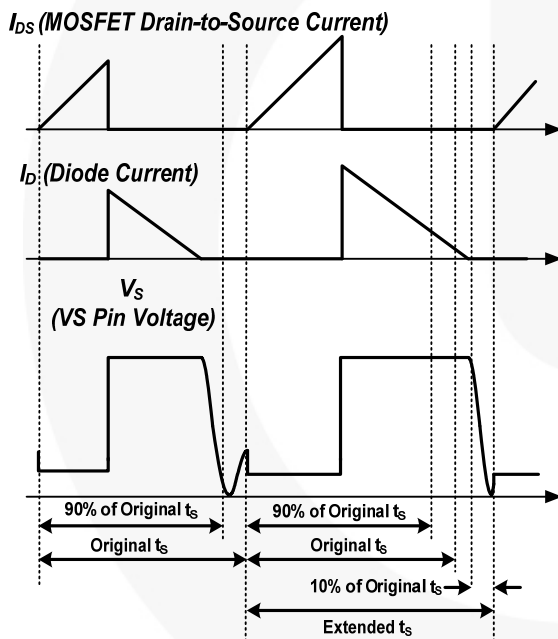 IDS (MOSFET Drain-to-Source Current)
ID (Diode Current)
VS
(VS Pin Voltage)
90% of Original tS
90% of Original tS
Original tS
Original tS
10% of Original tS
Extended tS